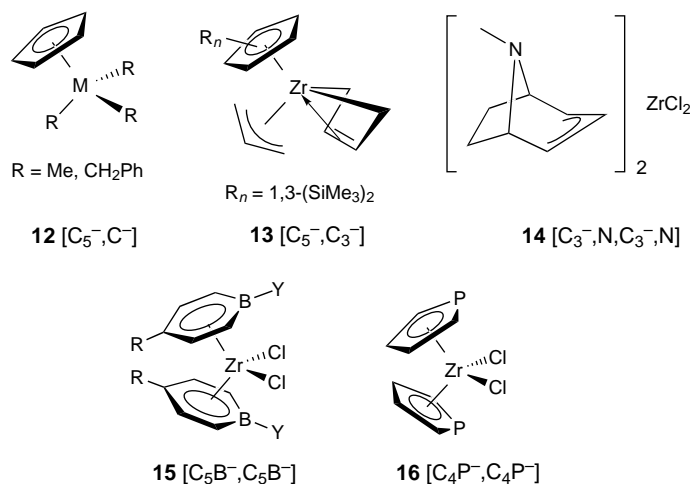 R
M
R
R
R = Me, CH2Ph
12 [C5–,C–]
Rn
Zr
Rn = 1,3-(SiMe3)2
13 [C5–,C3–]
N
ZrCl2
2
14 [C3–,N,C3–,N]
B
Y
R
Zr
Cl
Cl
R
B
Y
15 [C5B–,C5B–]
P
Zr
Cl
Cl
P
16 [C4P–,C4P–]